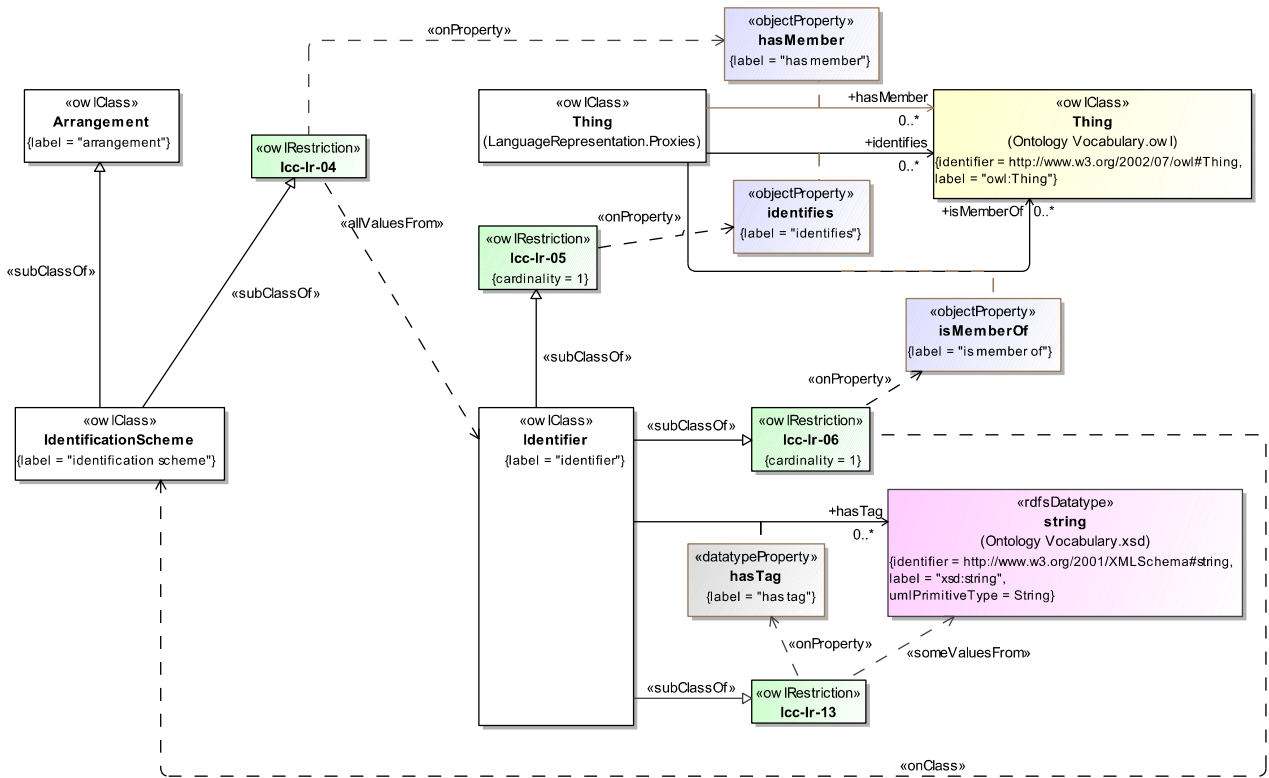 «objectProperty»
hasMember
{label = "has member"}
«onProperty»
«owlClass»
Arrangement
{label = "arrangement"}
«owlRestriction»
lcc-lr-04
«owlClass»
Thing
(LanguageRepresentation.Proxies)
+hasMember
0..*
+identifies
0..*
«owlClass»
Thing
(Ontology Vocabulary.owl)
{identifier = http://www.w3.org/2002/07/owl#Thing,
label = "owl:Thing"}
+isMemberOf
0..*
«objectProperty»
identifies
{label = "identifies"}
«onProperty»
«allValuesFrom»
«owlRestriction»
lcc-lr-05
{cardinality = 1}
«subClassOf»
«subClassOf»
«objectProperty»
isMemberOf
{label = "is member of"}
«subClassOf»
«onProperty»
«owlClass»
IdentificationScheme
{label = "identification scheme"}
«owlClass»
Identifier
{label = "identifier"}
«subClassOf»
«owlRestriction»
lcc-lr-06
{cardinality = 1}
+hasTag
0..*
«rdfsDatatype»
string
(Ontology Vocabulary.xsd)
{identifier = http://www.w3.org/2001/XMLSchema#string,
label = "xsd:string",
umlPrimitiveType = String}
«datatypeProperty»
hasTag
{label = "has tag"}
«onProperty»
«someValuesFrom»
«subClassOf»
«owlRestriction»
lcc-lr-13
«onClass»